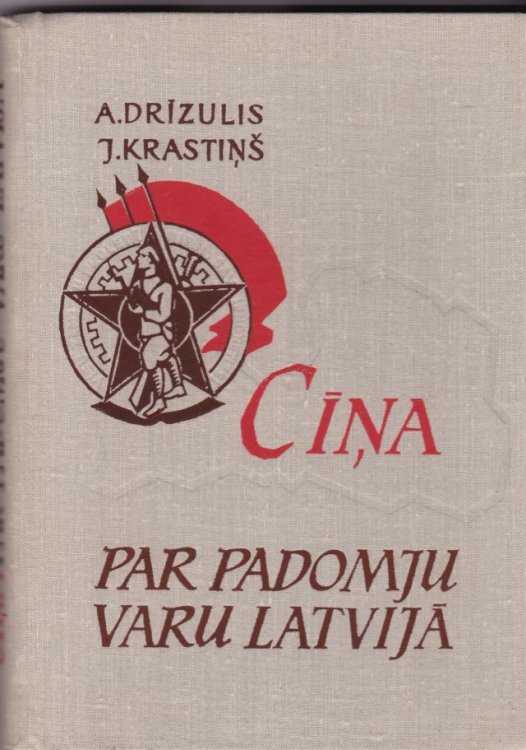 A.DRĪZULIS
J.KRASTIŅŠ
CĪŅA
PAR PADOMJU
VARU LATVIJĀ